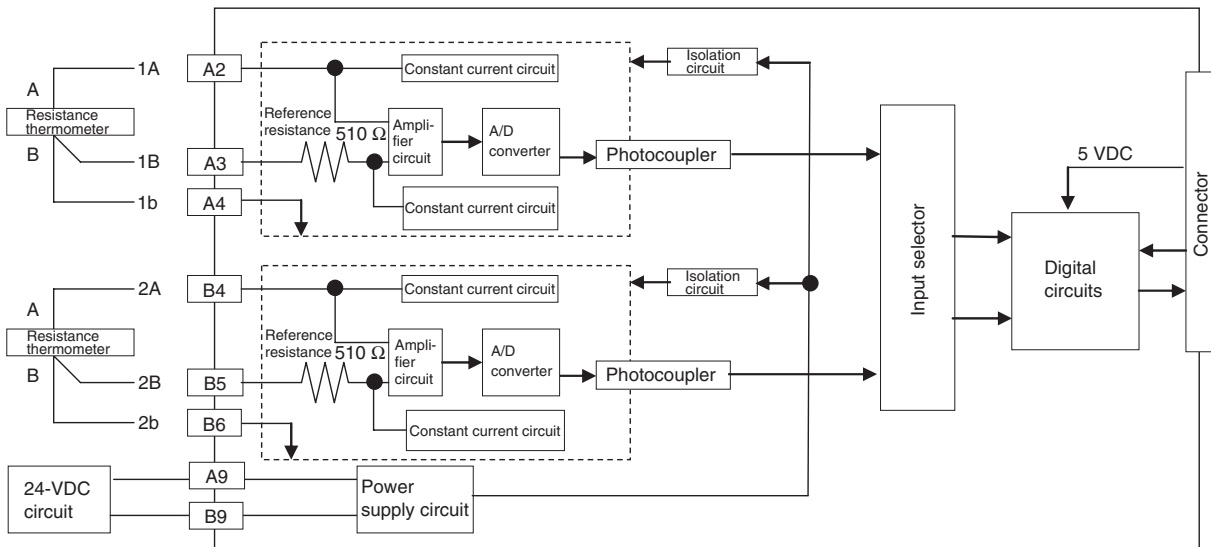 1A
A2
Constant current circuit
Isolation
circuit
A
Resistance
thermometer
Reference
resistance 510 Ω
Ampli-
fier
circuit
A/D
converter
Photocoupler
B
1B
A3
1b
A4
Constant current circuit
5 VDC
Connector
Input selector
Digital
circuits
2A
B4
Constant current circuit
Isolation
circuit
A
Resistance
thermometer
Reference
resistance 510 Ω
Ampli-
fier
circuit
A/D
converter
Photocoupler
B
2B
B5
2b
B6
Constant current circuit
24-VDC
circuit
A9
B9
Power
supply circuit